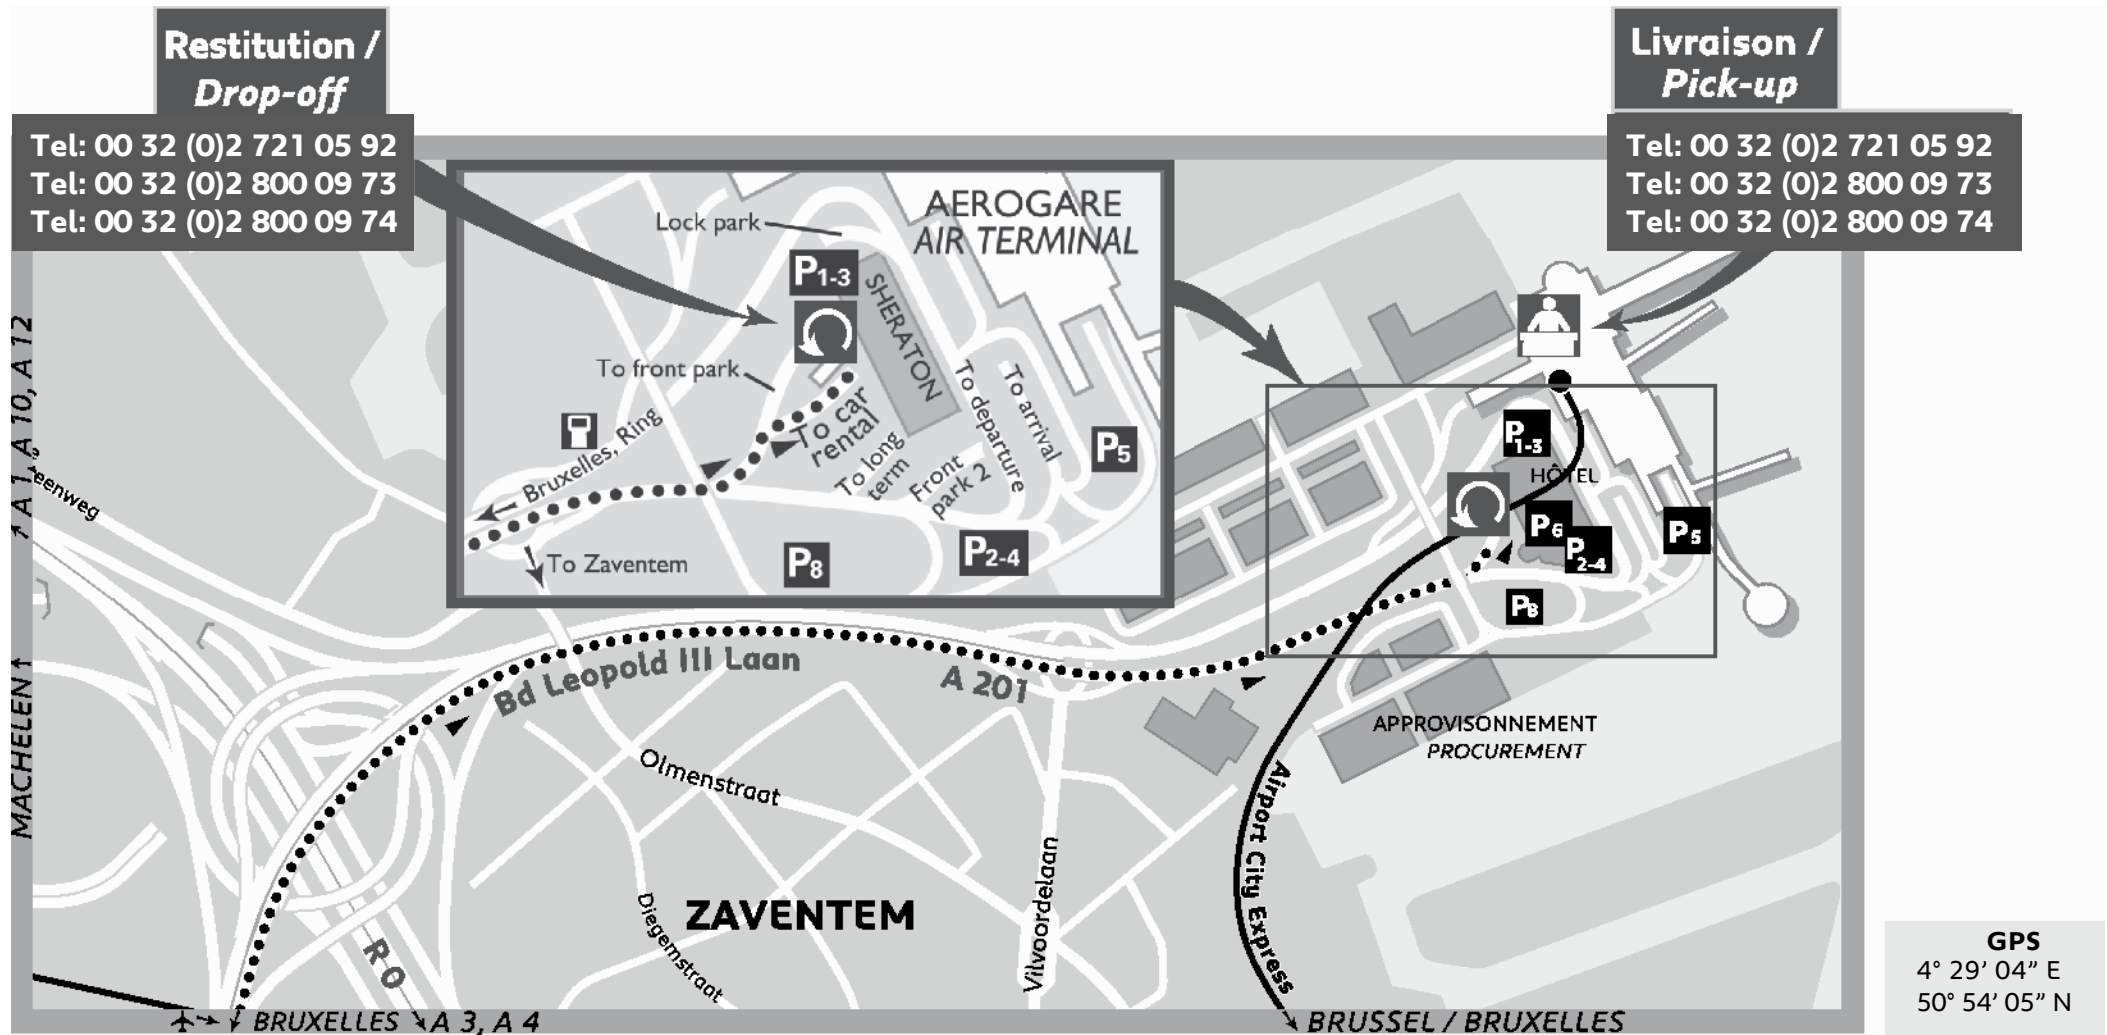 Restitution /
Drop-off
Tel: 00 32 (0)2 721 05 92
Tel: 00 32 (0)2 800 09 73
Tel: 00 32 (0)2 800 09 74
Livraison /
Pick-up
Tel: 00 32 (0)2 721 05 92
Tel: 00 32 (0)2 800 09 73
Tel: 00 32 (0)2 800 09 74
AEROGARE
AIR TERMINAL
Lock park
P1-3
SHERATON
To front park
To car
rental
To departure
To arrival
Bruxelles, Ring
To long
term
Front
park 2
P5
P2-4
P8
To Zaventem
A 1, A 10, A 12
eenweg
MACHELEN
P1-3
HÔTEL
P6
P2-4
P5
P8
Bd Leopold III Laan
A 201
APPROVISONNEMENT
PROCUREMENT
Olmenstraat
Airport City Express
Vilvoordelaan
Diegemstraat
ZAVENTEM
R 0
BRUXELLES
A 3, A 4
BRUSSEL / BRUXELLES
GPS
4° 29’ 04” E
50° 54’ 05” N